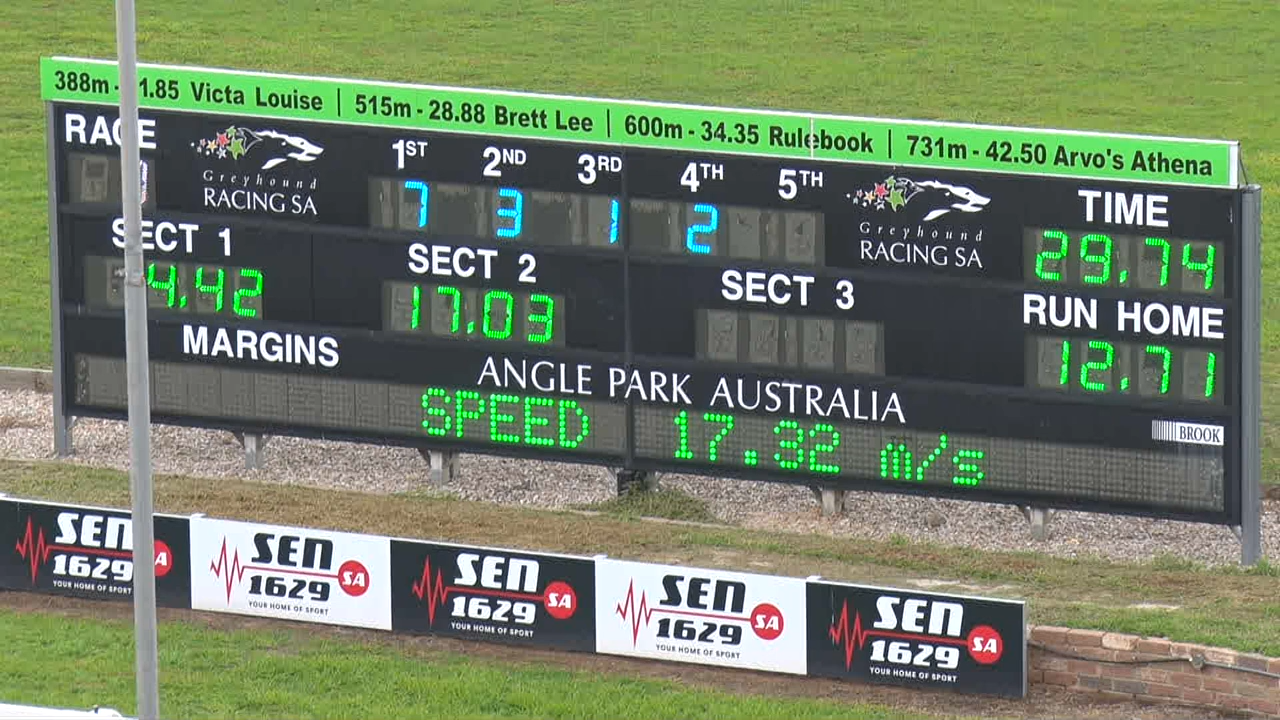 388m - 1.85 Victa Louise | 515m - 28.88 Brett Lee | 600m - 34.35 Rulebook | 731m - 42.50 Arvo's Athena
RACE
Greyhound
RACING SA
1ST 2ND 3RD 4TH 5TH
7 3 1 2
Greyhound
RACING SA
TIME
29.74
SECT 1
4.42
SECT 2
17.03
SECT 3
RUN HOME
12.71
MARGINS
ANGLE PARK AUSTRALIA
SPEED 17.32 m/s
BROOK
SEN
1629 SA
YOUR HOME OF SPORT
SEN
1629 SA
YOUR HOME OF SPORT
SEN
1629 SA
YOUR HOME OF SPORT
SEN
1629 SA
YOUR HOME OF SPORT
SEN
1629 SA
YOUR HOME OF SPORT